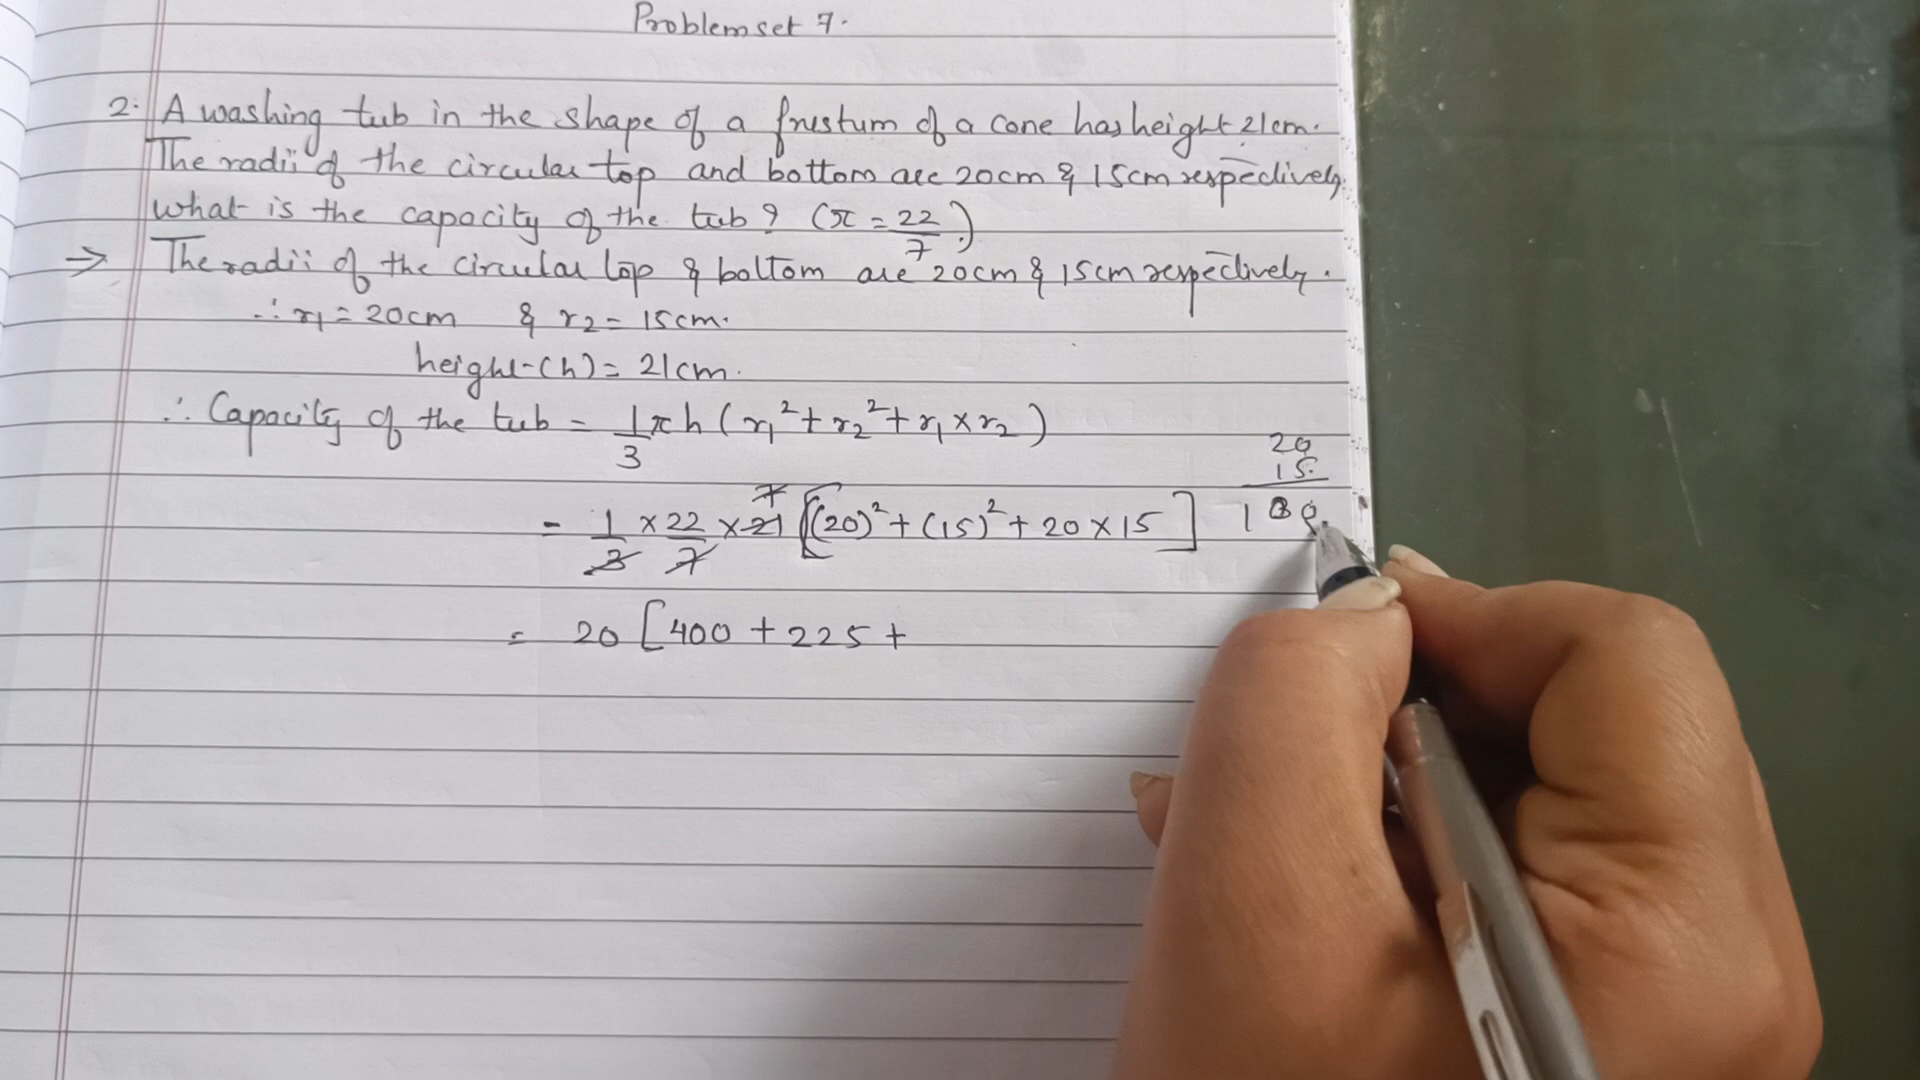 Problem set 7.
2. A washing tub in the shape of a frustum of a cone has height 21cm.
The radii of the circular top and bottom are 20cm & 15cm respectively.
what is the capacity of the tub? (π = 22/7.)
→ The radii of the circular top & bottom are 20cm & 15cm respectively.
∴ r₁ = 20cm & r₂ = 15cm.
height (h) = 21cm.
∴ Capacity of the tub = 1/3 π h (r₁² + r₂² + r₁ × r₂)
20
15
= 1/3 × 22/7 × 21 7 [(20)² + (15)² + 20 × 15]
= 20 [400 + 225 +